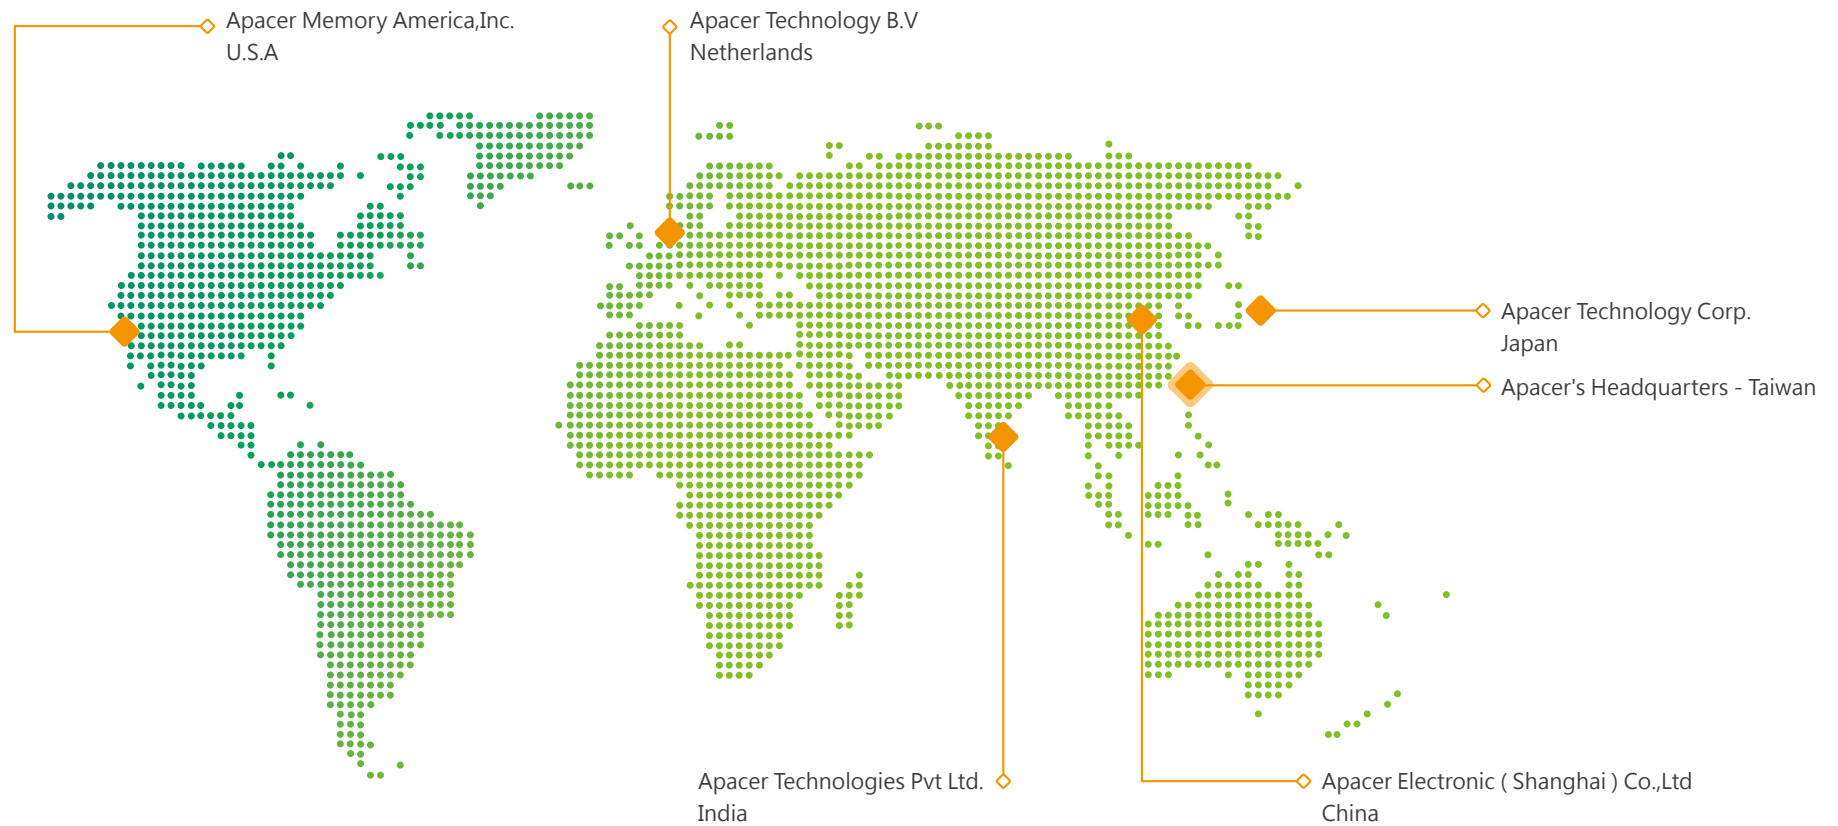 Apacer Memory America,Inc.
U.S.A
Apacer Technology B.V
Netherlands
Apacer Technology Corp.
Japan
Apacer's Headquarters - Taiwan
Apacer Technologies Pvt Ltd.
India
Apacer Electronic ( Shanghai ) Co.,Ltd
China